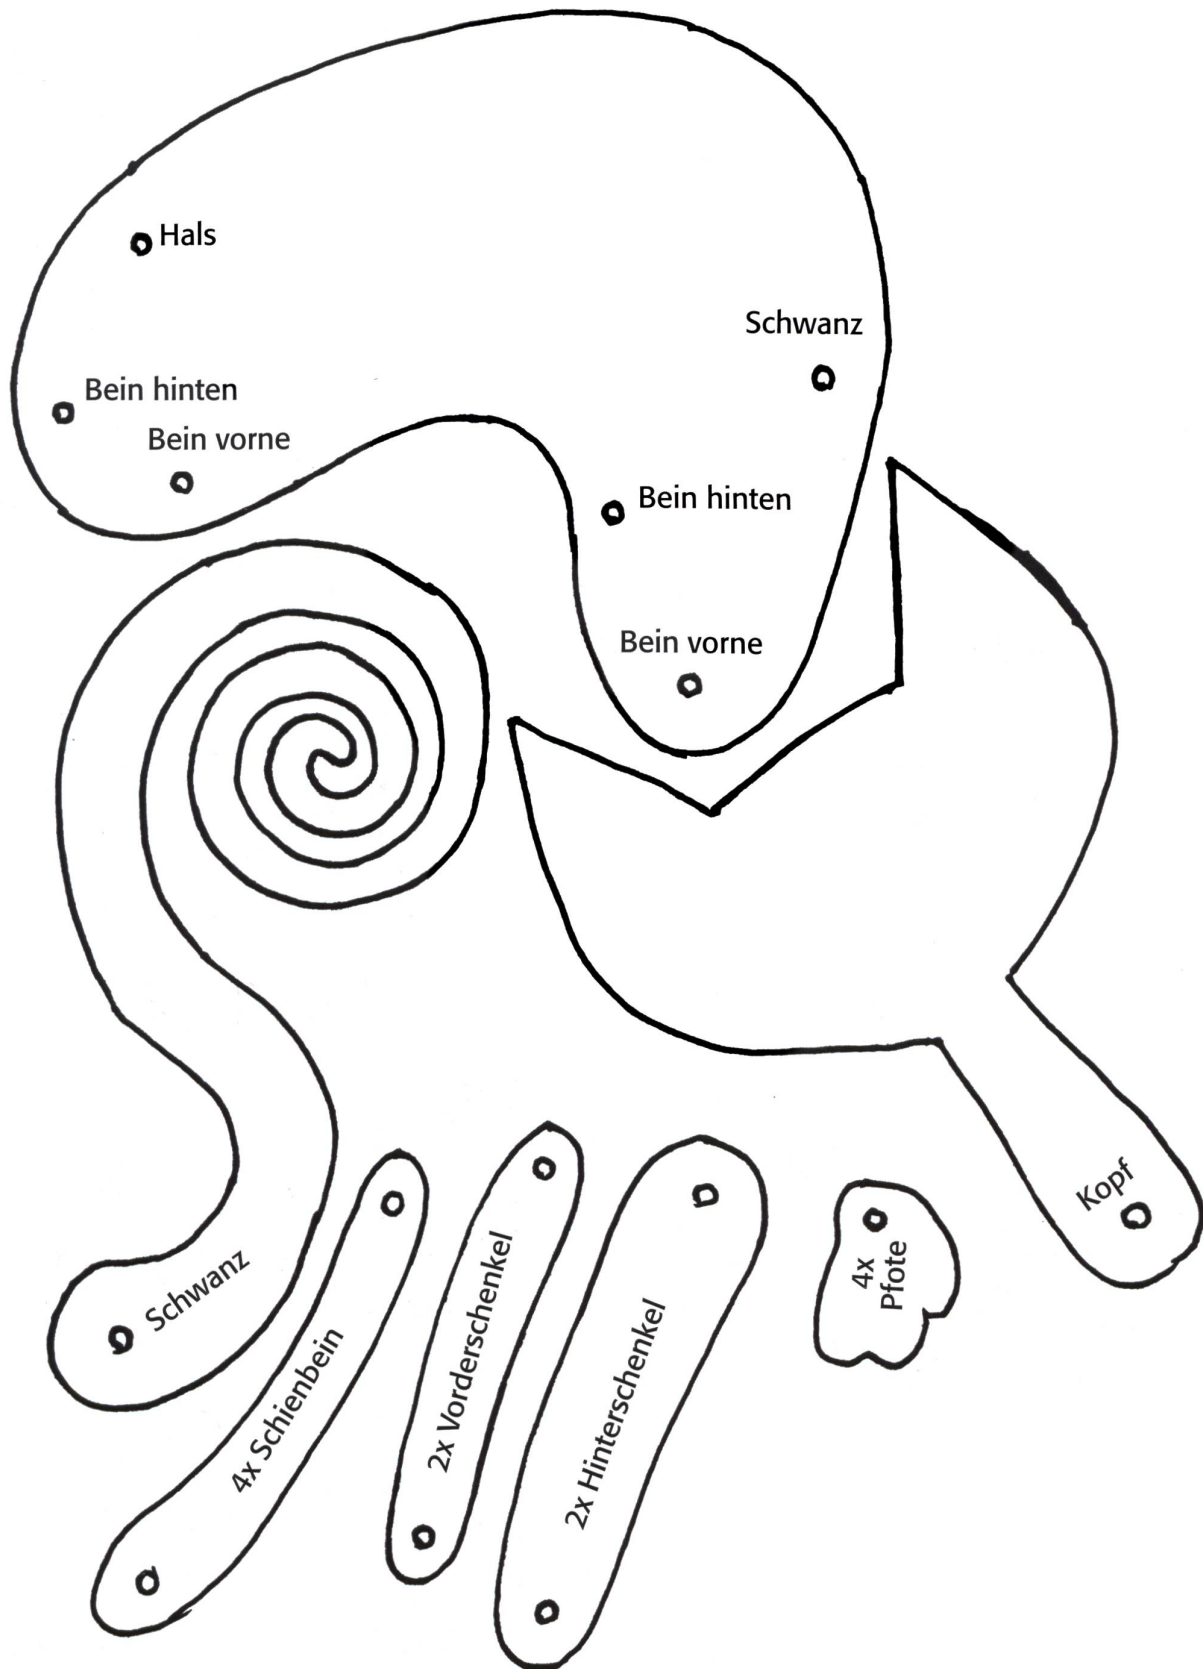 Hals
Schwanz
Bein hinten
Bein vorne
Bein hinten
Bein vorne
Kopf
Schwanz
4x Schienbein
2x Vorderschenkel
2x Hinterschenkel
4x
Pfote